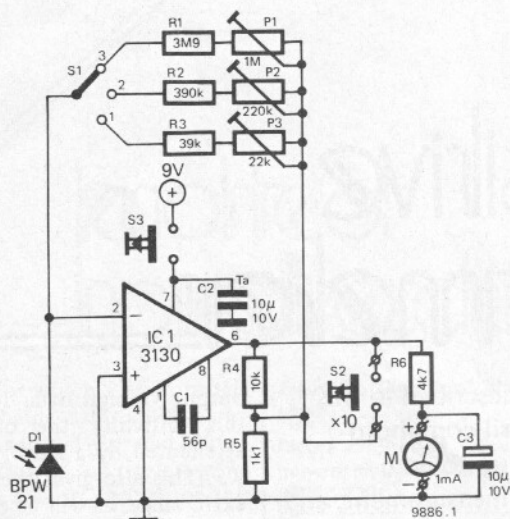 R1
3M9
P1
1M
S1
3
2
1
R2
390k
P2
220k
R3
39k
P3
22k
9V
+
S3
7
C2
Ta
10µ
10V
2
−
IC 1
3130
3
+
4
1
8
6
C1
56p
R4
10k
R5
1k1
S2
x10
R6
4k7
+
M
−
1mA
C3
10µ
10V
D1
BPW
21
9886.1